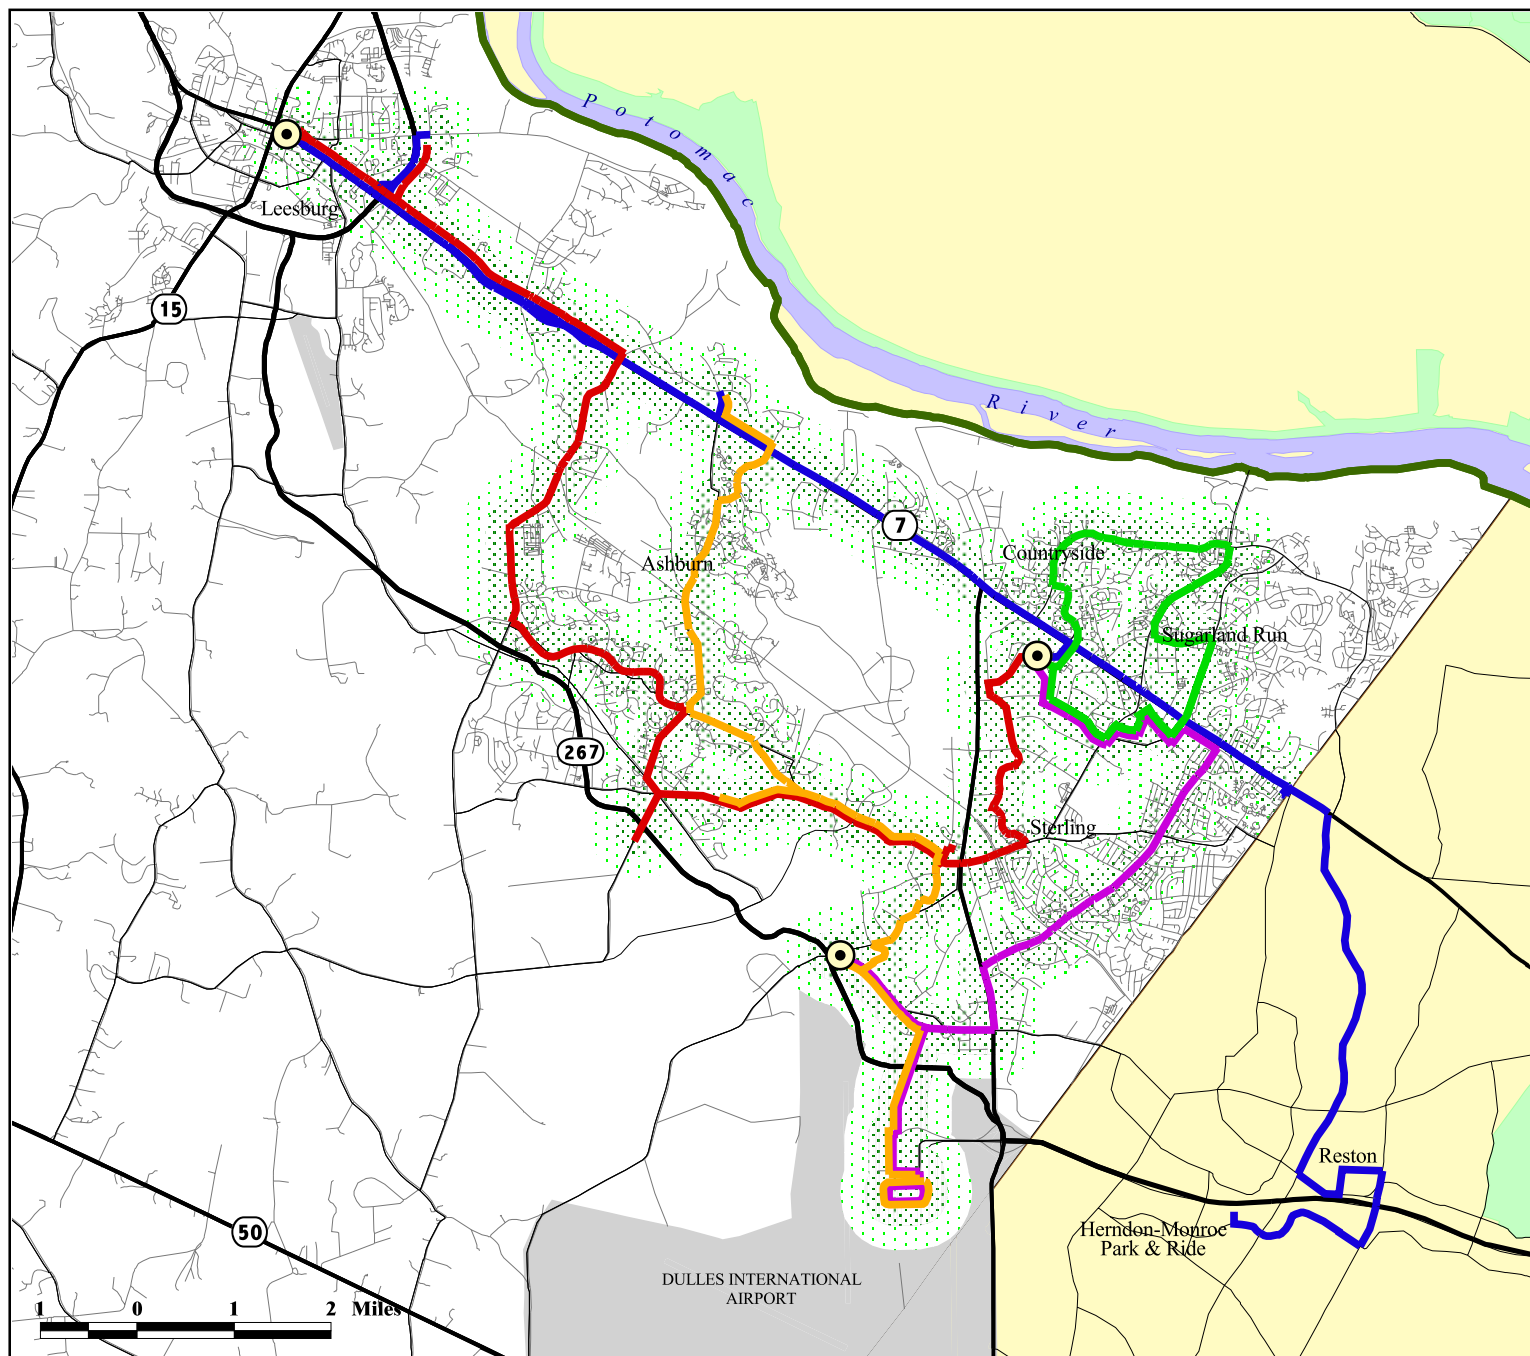 Potomac
Leesburg
15
River
7
Countryside
Ashburn
Sugarland Run
267
Sterling
Reston
Herndon-Monroe
Park & Ride
50
DULLES INTERNATIONAL
AIRPORT
1 0 1 2 Miles